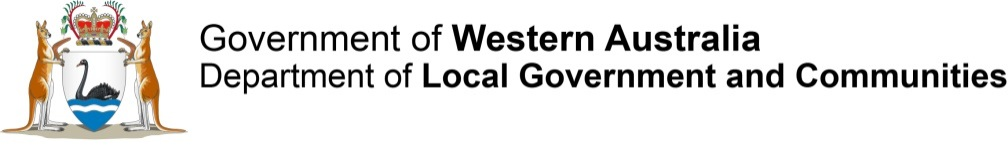 Government of Western Australia
Department of Local Government and Communities